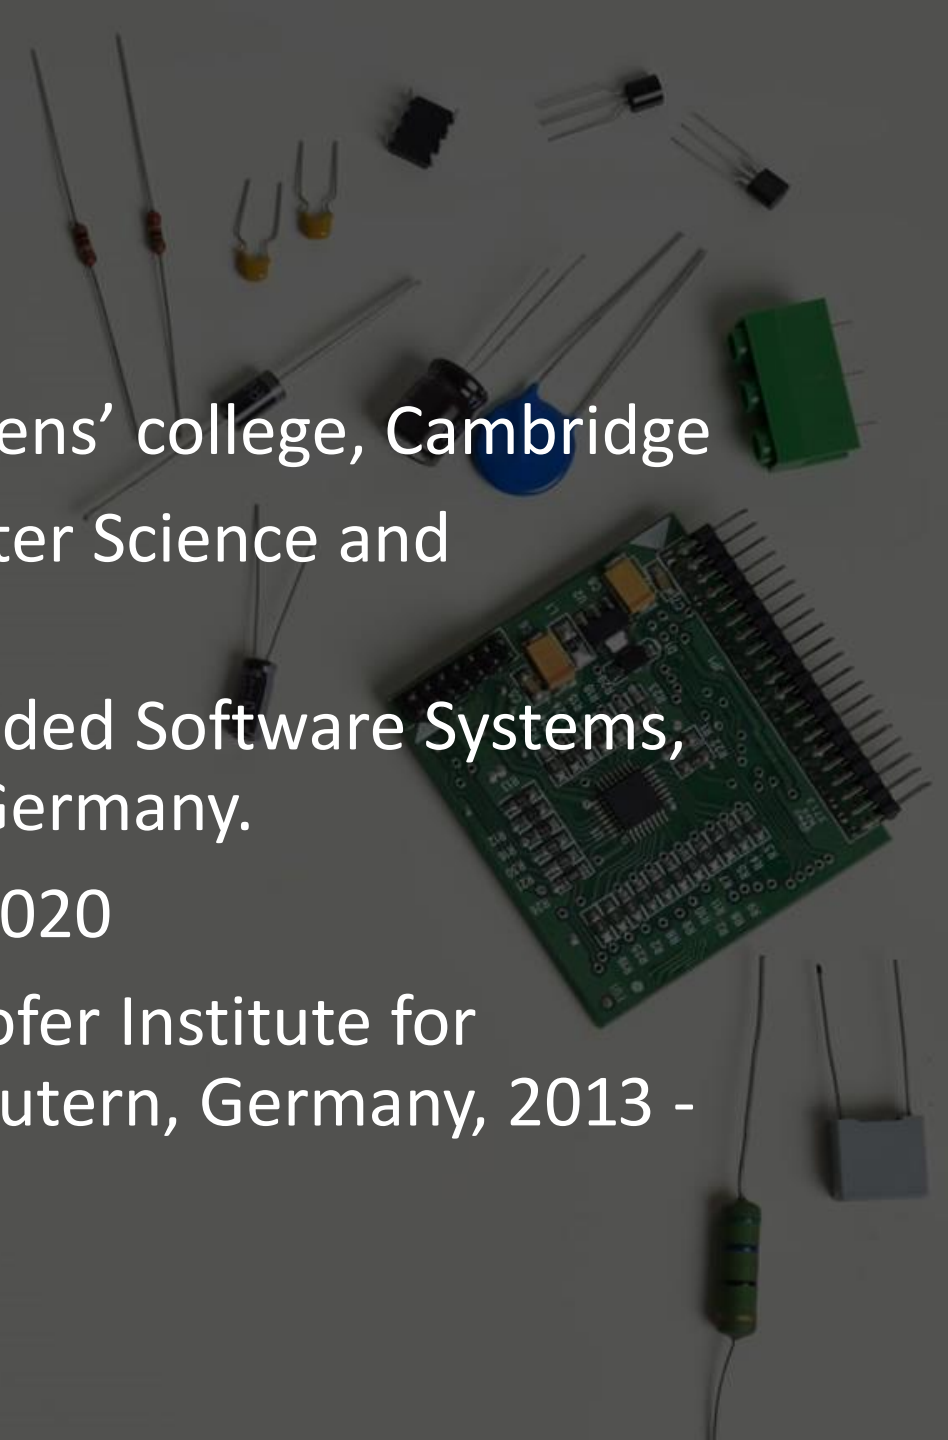 ens’ college, Cambridge
ter Science and
ded Software Systems,
Germany.
020
ofer Institute for
utern, Germany, 2013 -